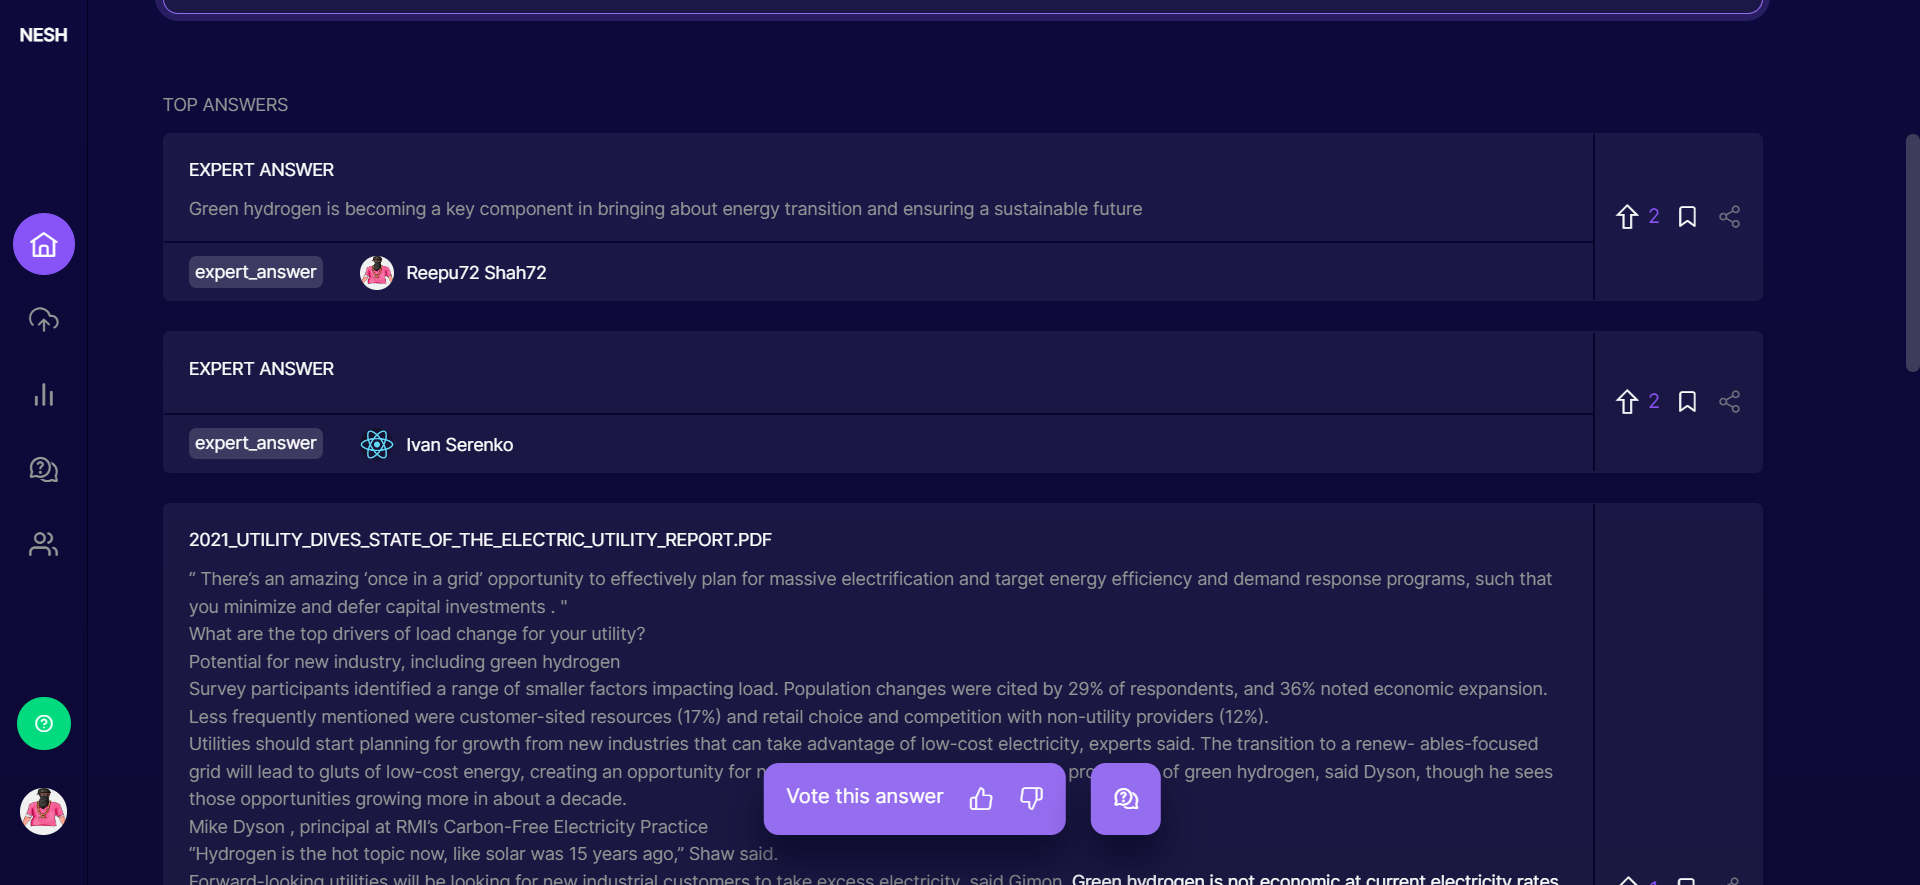 NESH
TOP ANSWERS
EXPERT ANSWER
Green hydrogen is becoming a key component in bringing about energy transition and ensuring a sustainable future
2
expert_answer
Reepu72 Shah72
EXPERT ANSWER
2
expert_answer
Ivan Serenko
2021_UTILITY_DIVES_STATE_OF_THE_ELECTRIC_UTILITY_REPORT.PDF
“ There’s an amazing ‘once in a grid’ opportunity to effectively plan for massive electrification and target energy efficiency and demand response programs, such that
you minimize and defer capital investments . "
What are the top drivers of load change for your utility?
Potential for new industry, including green hydrogen
Survey participants identified a range of smaller factors impacting load. Population changes were cited by 29% of respondents, and 36% noted economic expansion.
Less frequently mentioned were customer-sited resources (17%) and retail choice and competition with non-utility providers (12%).
Utilities should start planning for growth from new industries that can take advantage of low-cost electricity, experts said. The transition to a renew- ables-focused
grid will lead to gluts of low-cost energy, creating an opportunity for of green hydrogen, said Dyson, though he sees
Vote this answer
those opportunities growing more in about a decade.
Mike Dyson , principal at RMI’s Carbon-Free Electricity Practice
“Hydrogen is the hot topic now, like solar was 15 years ago,” Shaw said.
Forward-looking utilities will be looking for new industrial customers to take excess electricity, said Gimon. Green hydrogen is not economic at current electricity rates